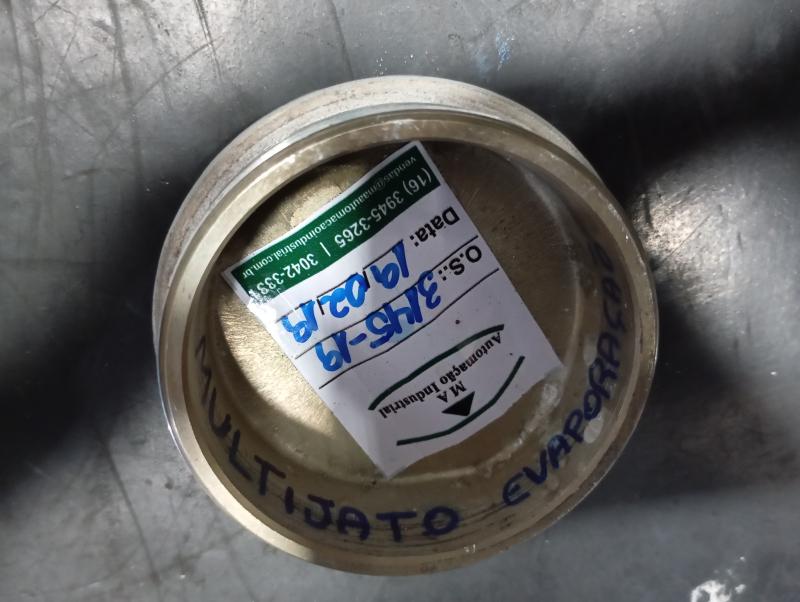 M A
Automação Industrial
O.S.: 3145-19
Data: 19/02/19
(16) 3945-3265 | 3042-333
vendas@maautomacaoindustrial.com.br
MULTIJATO EVAPORAÇÃO